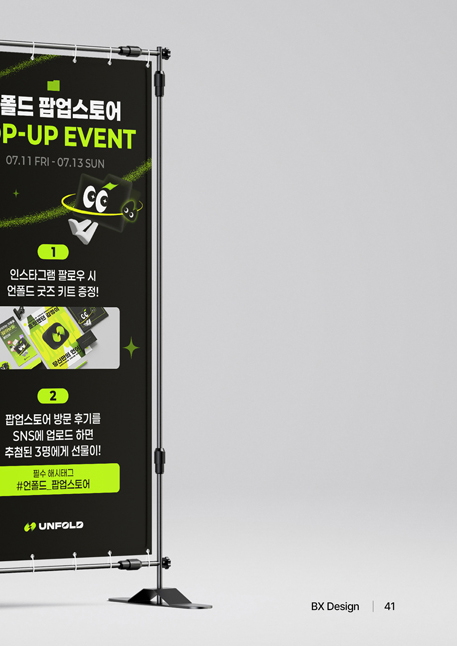 폴드 팝업스토어
P-UP EVENT
07.11 FRI - 07.13 SUN
1
인스타그램 팔로우 시
언폴드 굿즈 키트 증정!
2
팝업스토어 방문 후기를
SNS에 업로드 하면
추첨된 3명에게 선물이!
필수 해시태그
#언폴드_팝업스토어
UNFOLD
BX Design
41